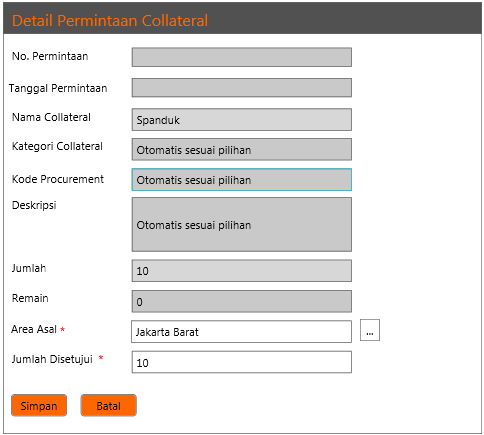 Detail Permintaan Collateral
No. Permintaan
Tanggal Permintaan
Nama Collateral Spanduk
Kategori Collateral Otomatis sesuai pilihan
Kode Procurement Otomatis sesuai pilihan
Deskripsi
Otomatis sesuai pilihan
Jumlah 10
Remain 0
Area Asal * Jakarta Barat ...
Jumlah Disetujui * 10
Simpan Batal